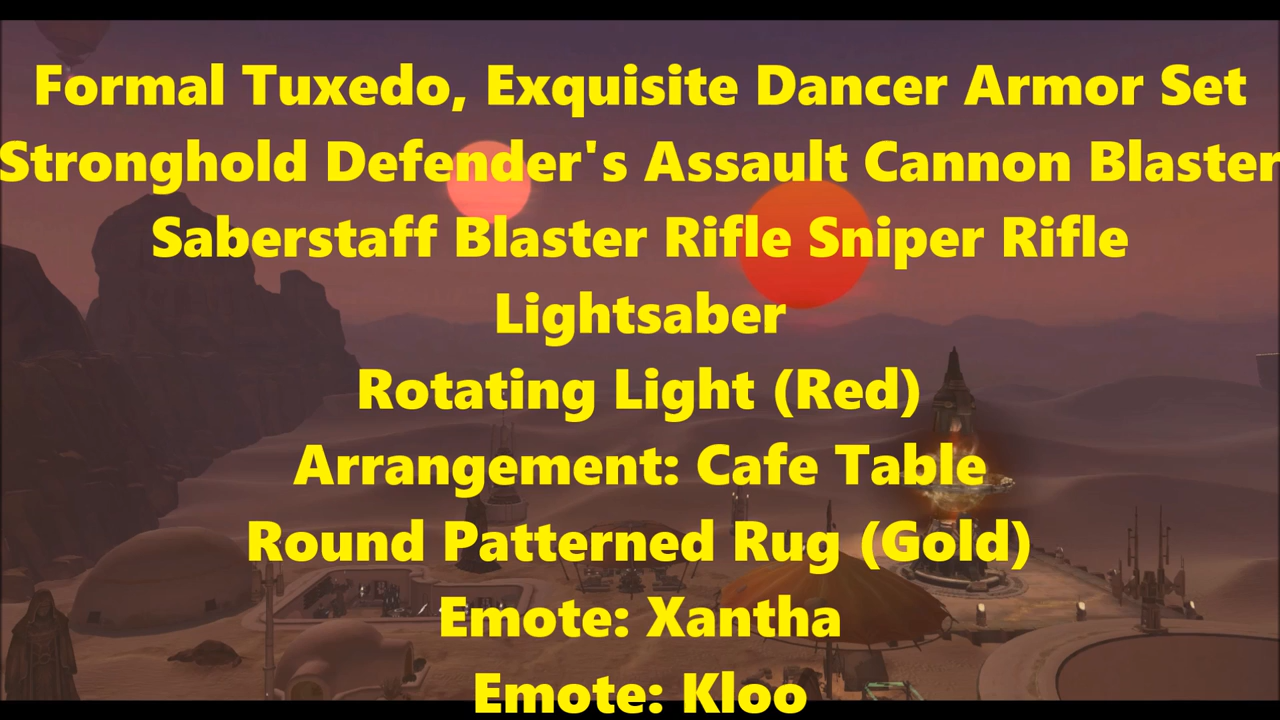 Formal Tuxedo, Exquisite Dancer Armor Set
Stronghold Defender's Assault Cannon Blaster
Saberstaff Blaster Rifle Sniper Rifle
Lightsaber
Rotating Light (Red)
Arrangement: Cafe Table
Round Patterned Rug (Gold)
Emote: Xantha
Emote: Kloo